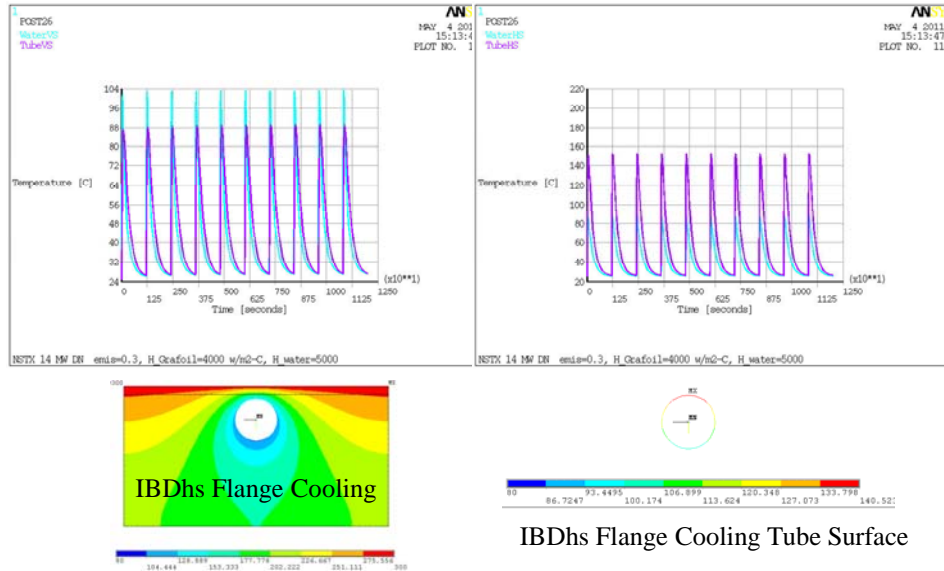 1
POST26
WaterVS
TubeVS
ANSY
MAY 4 201
15:13:4
PLOT NO. 1
104
96
88
80
72
Temperature [C]
64
56
48
40
32
24
0
125
250
375
500
625
750
875
1000
1125
1250
(x10**1)
Time [seconds]
NSTX 14 MW DN emis=0.3, H_Grafoil=4000 w/m2-C, H_water=5000
1
POST26
WaterHS
TubeHS
ANSY
MAY 4 2011
15:13:47
PLOT NO. 11
220
200
180
160
140
Temperature [C]
120
100
80
60
40
20
0
125
250
375
500
625
750
875
1000
1125
1250
(x10**1)
Time [seconds]
NSTX 14 MW DN emis=0.3, H_Grafoil=4000 w/m2-C, H_water=5000
MX
IBDhs Flange Cooling
80
104.444
128.889
153.333
177.778
202.222
226.667
251.111
275.556
300
MX
80
86.7247
93.4495
100.174
106.899
113.624
120.348
127.073
133.798
140.523
IBDhs Flange Cooling Tube Surface